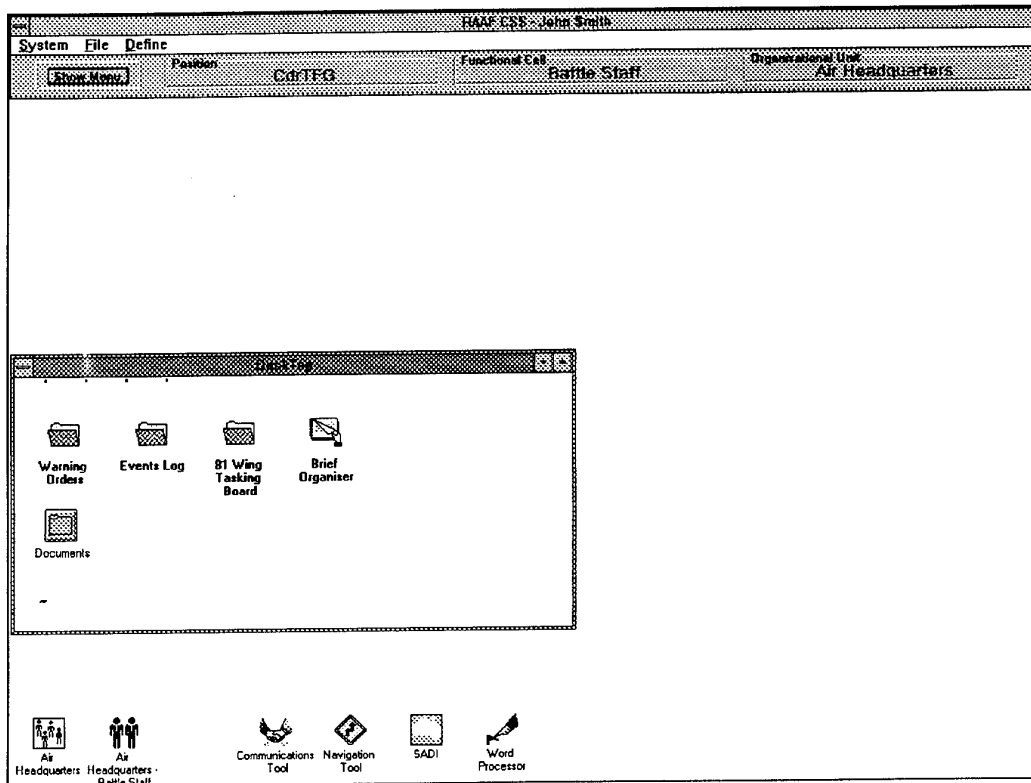 RAAF CSS - John Smith
System File Define
Show Menu
Position
CdrTFG
Functional Cell
Battle Staff
Organisational Unit
Air Headquarters
DeskTop
Warning
Orders
Events Log
81 Wing
Tasking
Board
Brief
Organiser
Documents
Air
Headquarters
Air
Headquarters -
Battle Staff
Communications
Tool
Navigation
Tool
SADI
Word
Processor